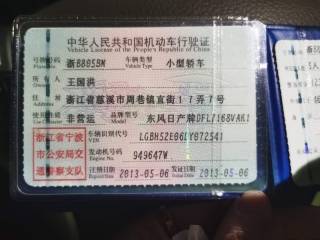 中华人民共和国机动车行驶证
Vehicle License of the People's Republic of China
号牌号码 浙B805BM 车辆类型 小型轿车
Vehicle Type
所有人 王国洪
Owner
住址 浙江省慈溪市周巷镇直街17弄7号
Address
使用性质 非营运 品牌型号 东风日产牌DFL7168VAK1
Model
浙江省宁波市公安局交通警察支队
车辆识别代号 LGBH52E06LY072541
VIN
发动机号码 949647W
Engine No.
注册日期 2013-05-06 发证日期 2013-05-06